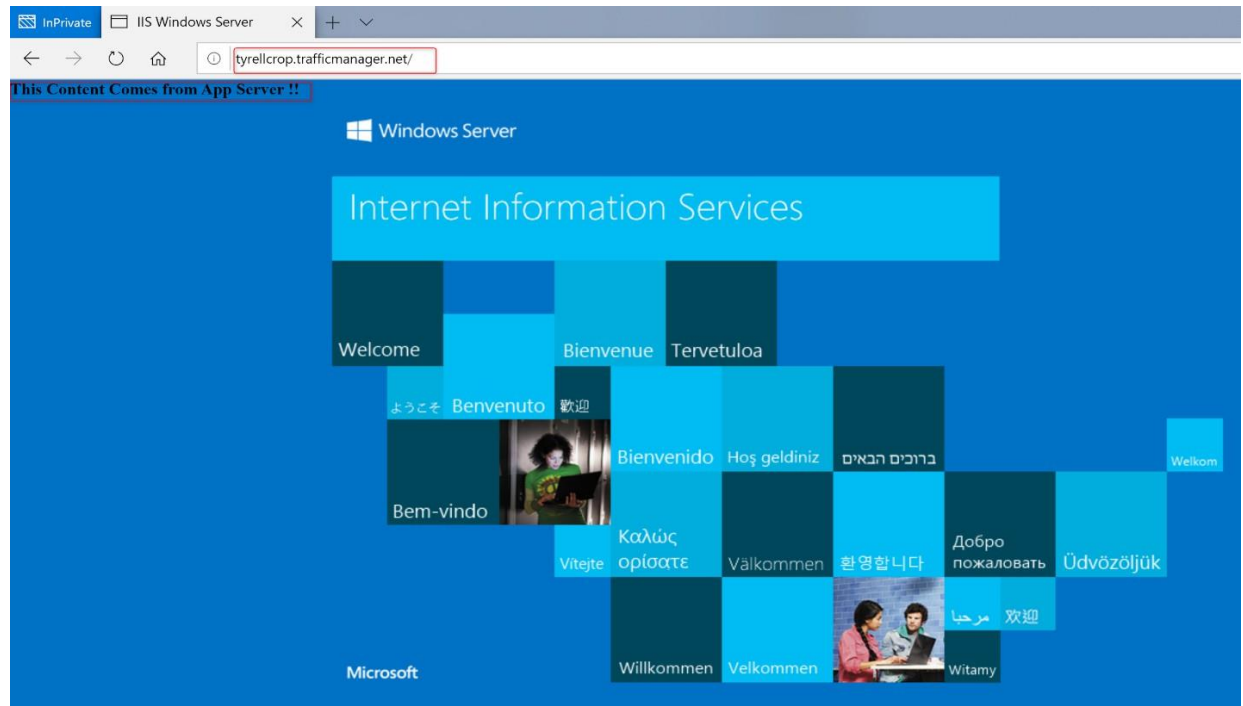 InPrivate IIS Windows Server
tyrellcrop.trafficmanager.net/
This Content Comes from App Server !!
Windows Server
Internet Information Services
Welcome Bienvenue Tervetuloa
ようこそ Benvenuto 歡迎
Bienvenido Hoş geldiniz ברוכים הבאים Welkom
Bem-vindo
Vítejte Καλώς
ορίσατε Välkommen 환영합니다 Добро
пожаловать Üdvözöljük
مرحبا 欢迎
Microsoft Willkommen Velkommen Witamy